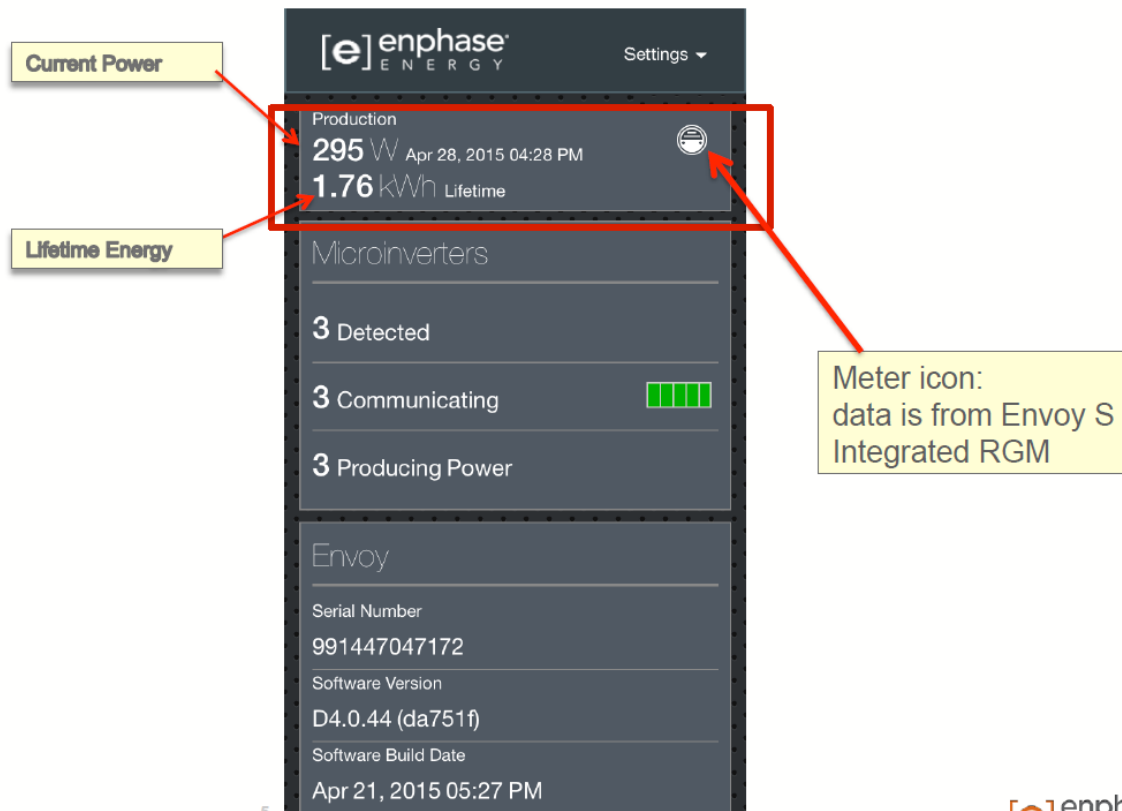 Current Power
Lifetime Energy
[e] enphase
ENERGY
Settings
Production
295 W Apr 28, 2015 04:28 PM
1.76 kWh Lifetime
Microinverters
3 Detected
3 Communicating
3 Producing Power
Envoy
Serial Number
991447047172
Software Version
D4.0.44 (da751f)
Software Build Date
Apr 21, 2015 05:27 PM
Meter icon:
data is from Envoy S
Integrated RGM
5
[e] enph